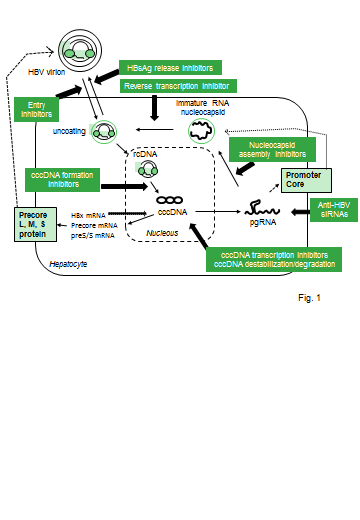 HBV virion
HBsAg release Inhibitors
Reverse transcription Inhibitor
Entry
Inhibitors
Immature RNA
nucleocapsid
uncoating
Nucleocapsid
assembly Inhibitors
rcDNA
cccDNA formation
Inhibitors
Promoter
Core
Precore
L, M, S
protein
HBx mRNA
Precore mRNA
preS/S mRNA
cccDNA
Nucleous
pgRNA
Anti-HBV
siRNAs
cccDNA transcription Inhibitors
cccDNA destabilization/degradation
Hepatocyte
Fig. 1